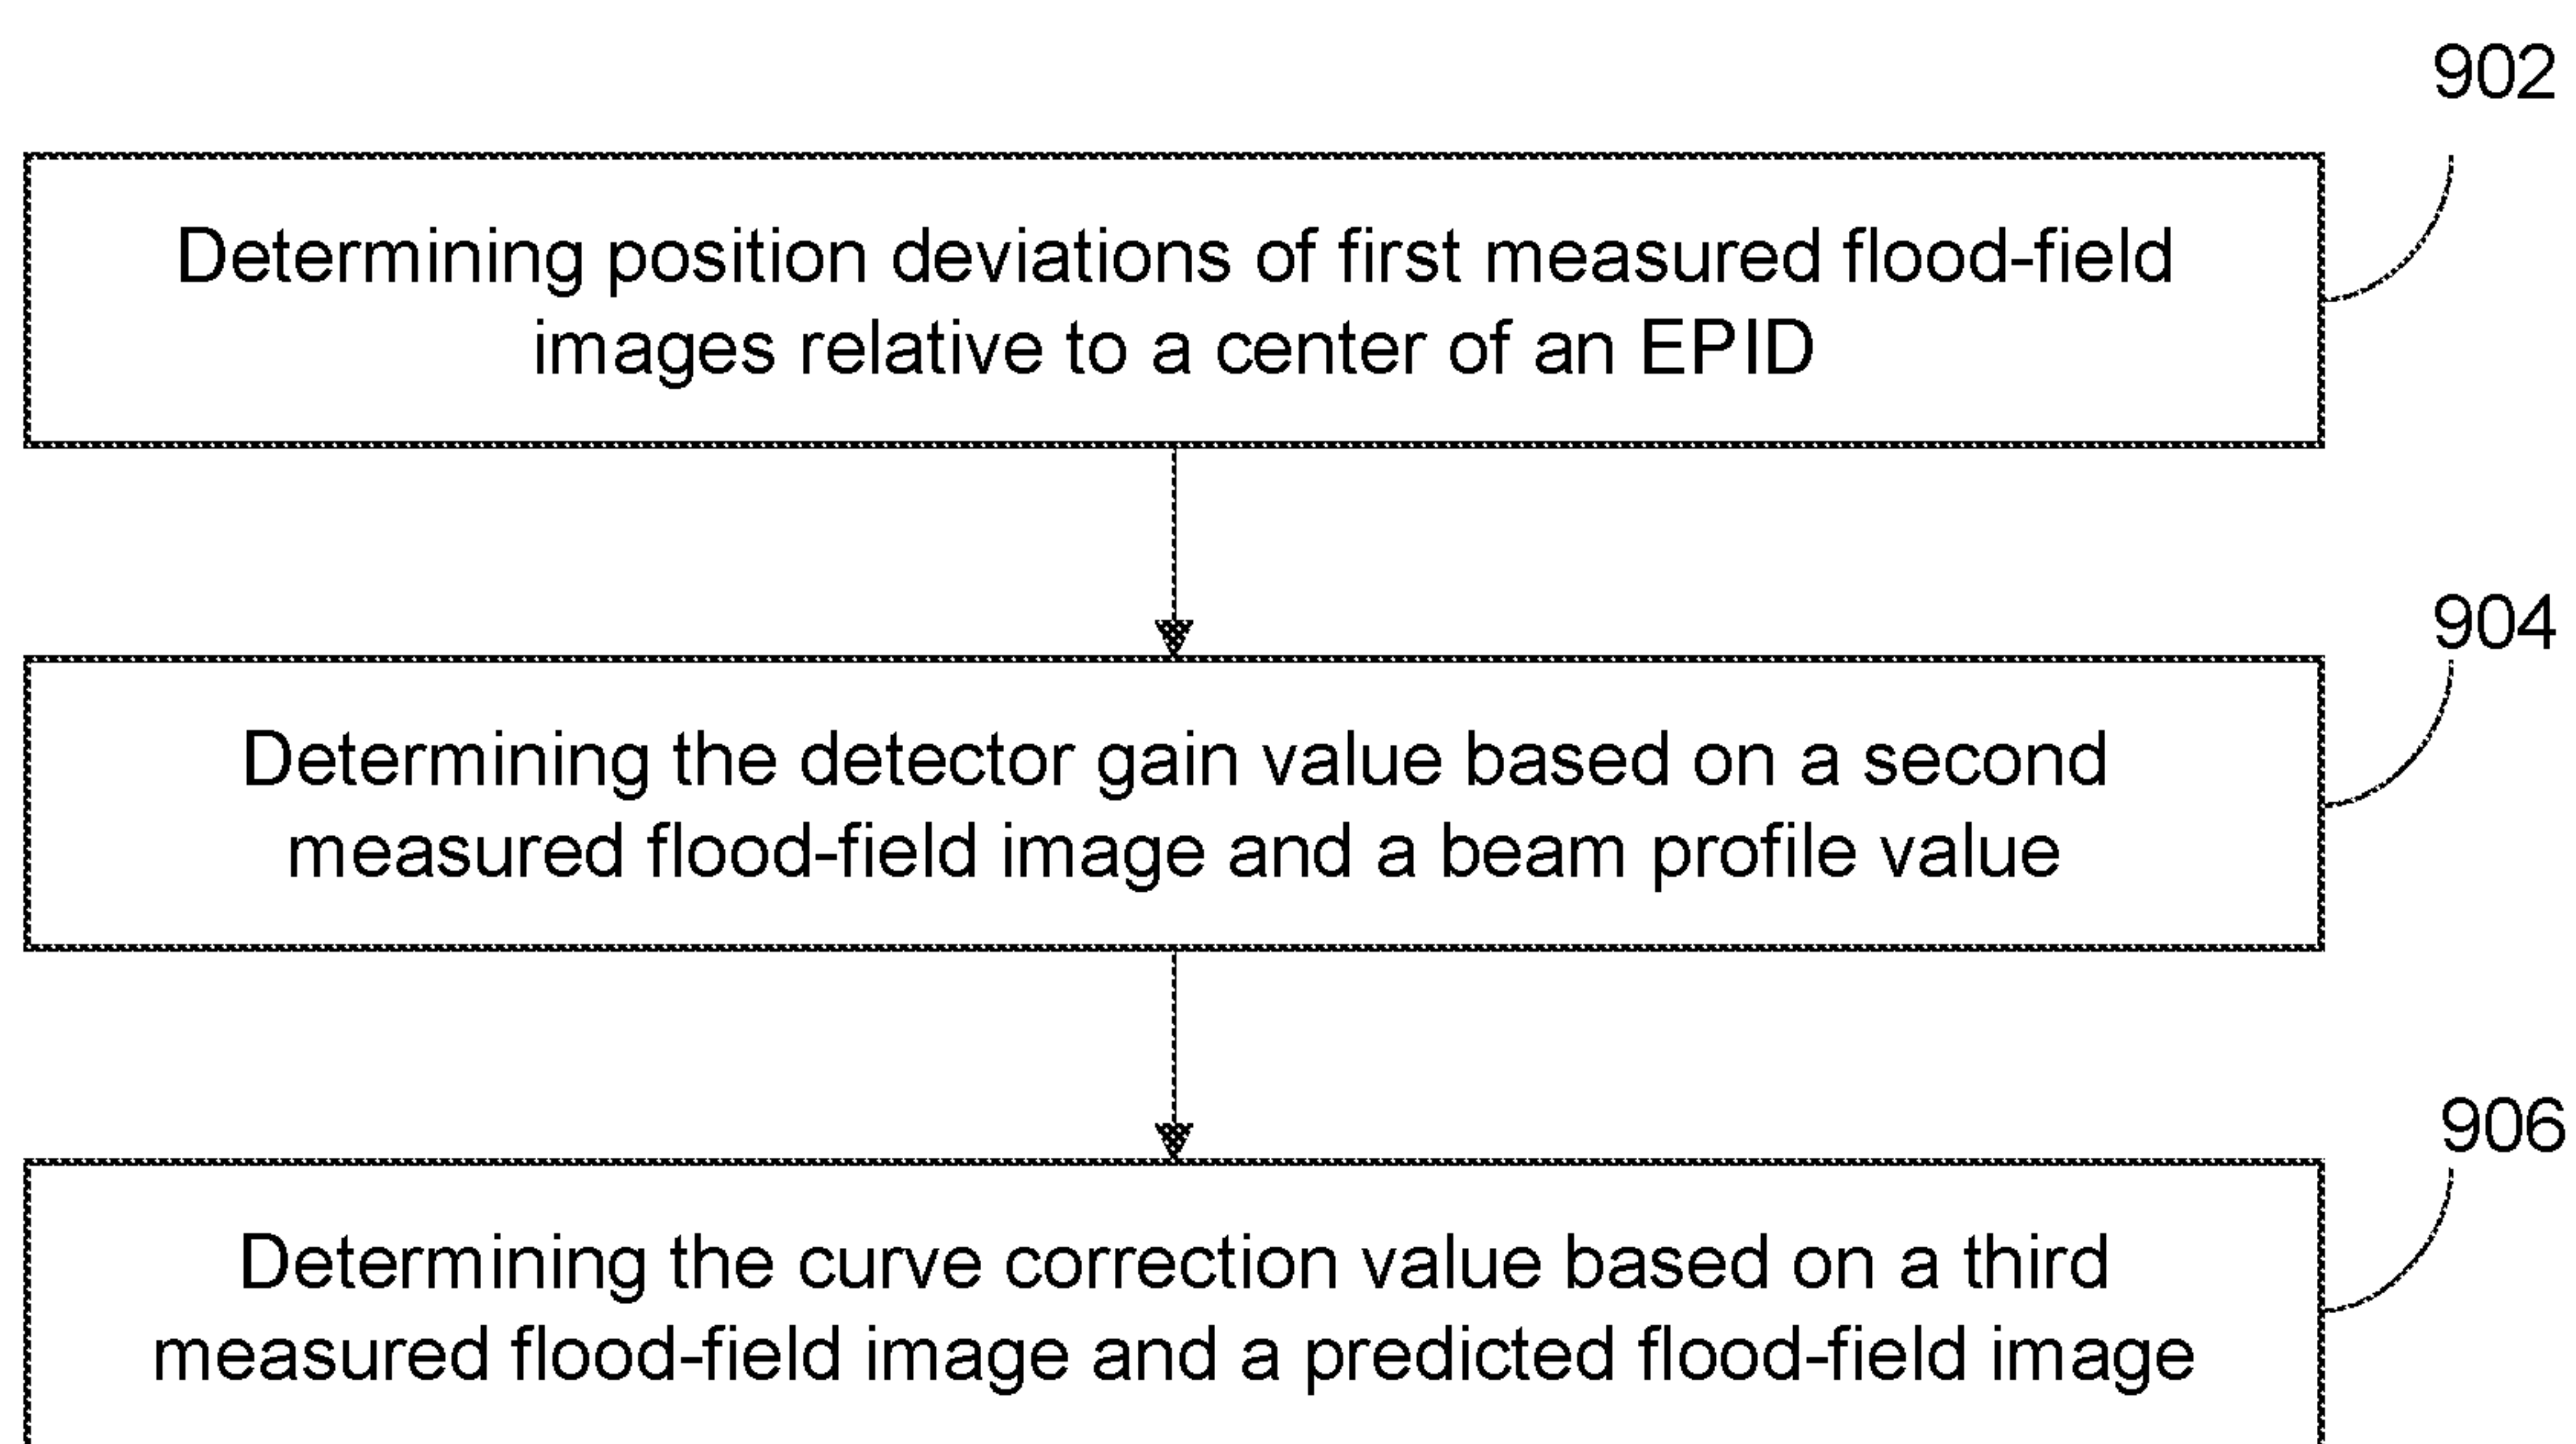 902
Determining position deviations of first measured flood-field
images relative to a center of an EPID
904
Determining the detector gain value based on a second
measured flood-field image and a beam profile value
906
Determining the curve correction value based on a third
measured flood-field image and a predicted flood-field image